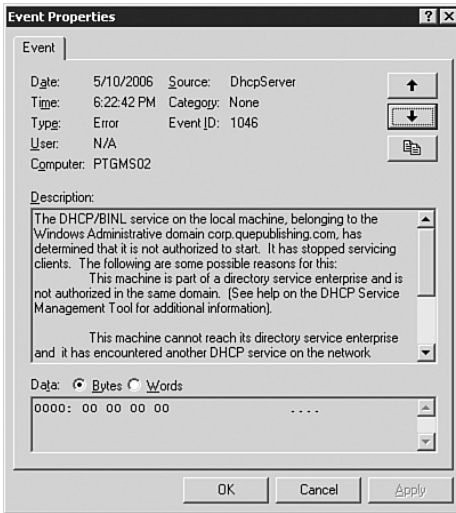 Event Properties
Event
Date: 5/10/2006 Source: DhcpServer
Time: 6:22:42 PM Category: None
Type: Error Event ID: 1046
User: N/A
Computer: PTGMS02
Description:
The DHCP/BINL service on the local machine, belonging to the
Windows Administrative domain corp.quepublishing.com, has
determined that it is not authorized to start. It has stopped servicing
clients. The following are some possible reasons for this:
This machine is part of a directory service enterprise and is
not authorized in the same domain. (See help on the DHCP Service
Management Tool for additional information).
This machine cannot reach its directory service enterprise
and it has encountered another DHCP service on the network
Data: Bytes Words
0000: 00 00 00 00 ....
OK Cancel Apply